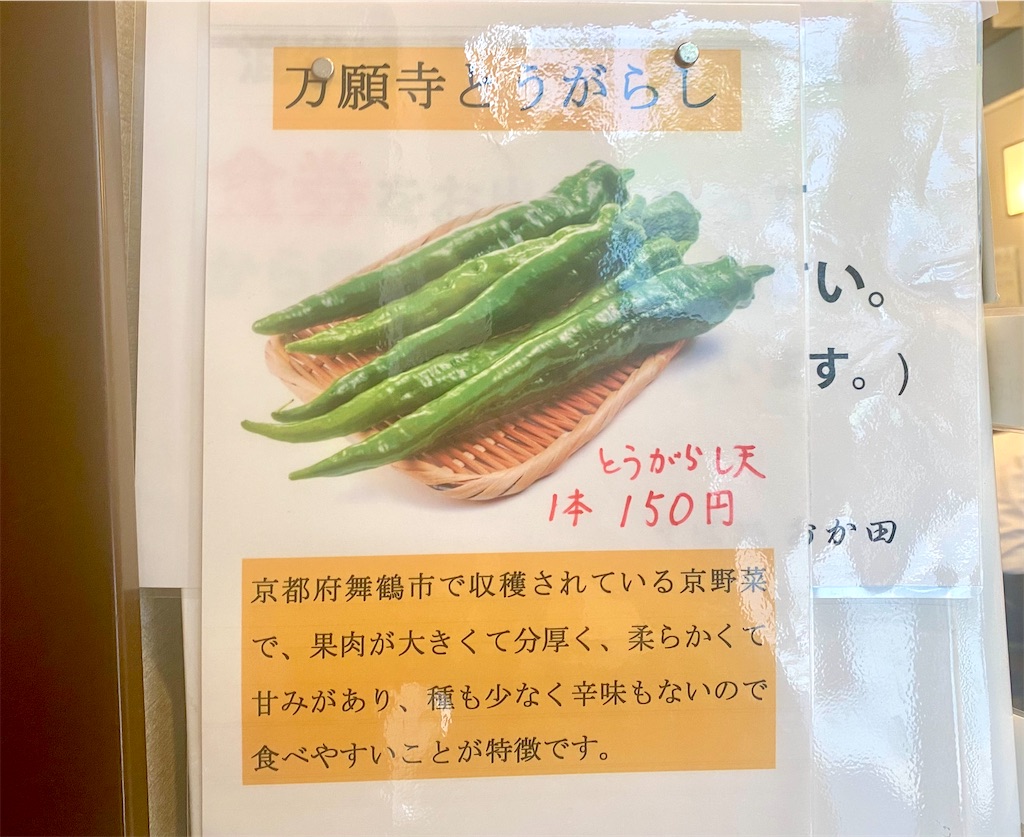 万願寺とうがらし
い。
す。)
とうがらし天
1本 150円
おか田
京都府舞鶴市で収穫されている京野菜
で、果肉が大きくて分厚く、柔らかくて
甘みがあり、種も少なく辛味もないので
食べやすいことが特徴です。